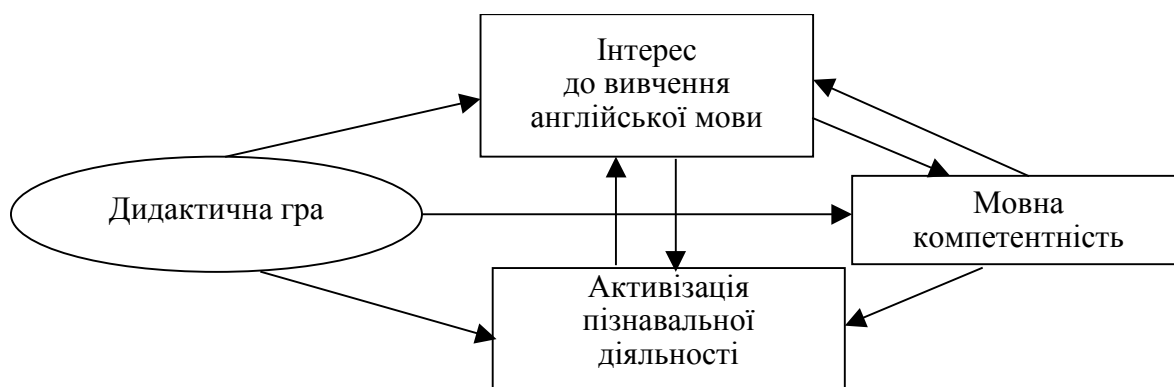 Інтерес
до вивчення
англійської мови
Дидактична гра
Мовна
компетентність
Активізація
пізнавальної
діяльності